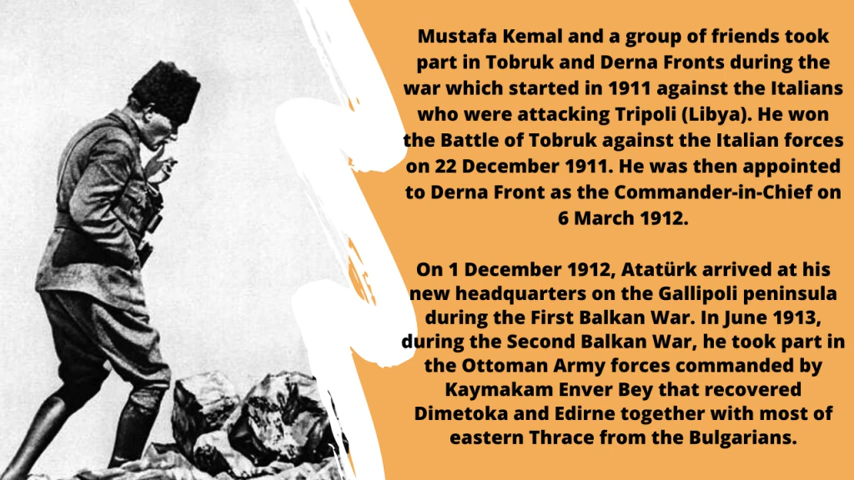 Mustafa Kemal and a group of friends took
part in Tobruk and Derna Fronts during the
war which started in 1911 against the Italians
who were attacking Tripoli (Libya). He won
the Battle of Tobruk against the Italian forces
on 22 December 1911. He was then appointed
to Derna Front as the Commander-in-Chief on
6 March 1912.
On 1 December 1912, Atatürk arrived at his
new headquarters on the Gallipoli peninsula
during the First Balkan War. In June 1913,
during the Second Balkan War, he took part in
the Ottoman Army forces commanded by
Kaymakam Enver Bey that recovered
Dimetoka and Edirne together with most of
eastern Thrace from the Bulgarians.